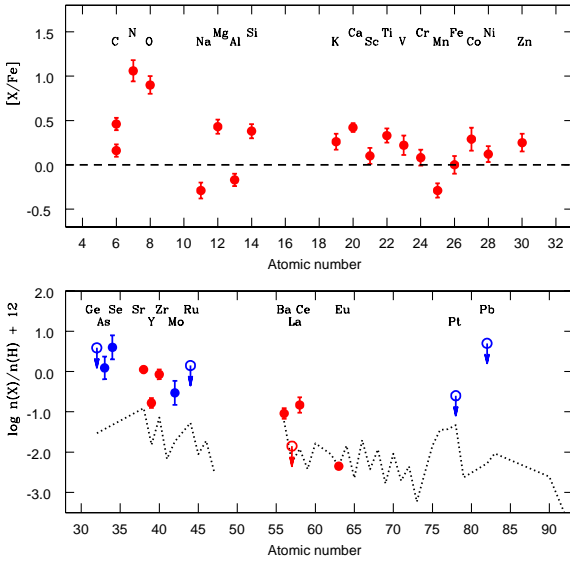 1.5
1.0
0.5
0.0
-0.5
[X/Fe]
N Mg Si Ca Ti Cr Fe Ni
C O Na Al K Sc V Mn Co Zn
4 6 8 10 12 14 16 18 20 22 24 26 28 30 32
Atomic number
2.0
1.0
0.0
-1.0
-2.0
-3.0
log n(X)/n(H) + 12
Ge Se Sr Zr Ru Ba Ce Eu Pb
As Y Mo La Pt
30 35 40 45 50 55 60 65 70 75 80 85 90
Atomic number